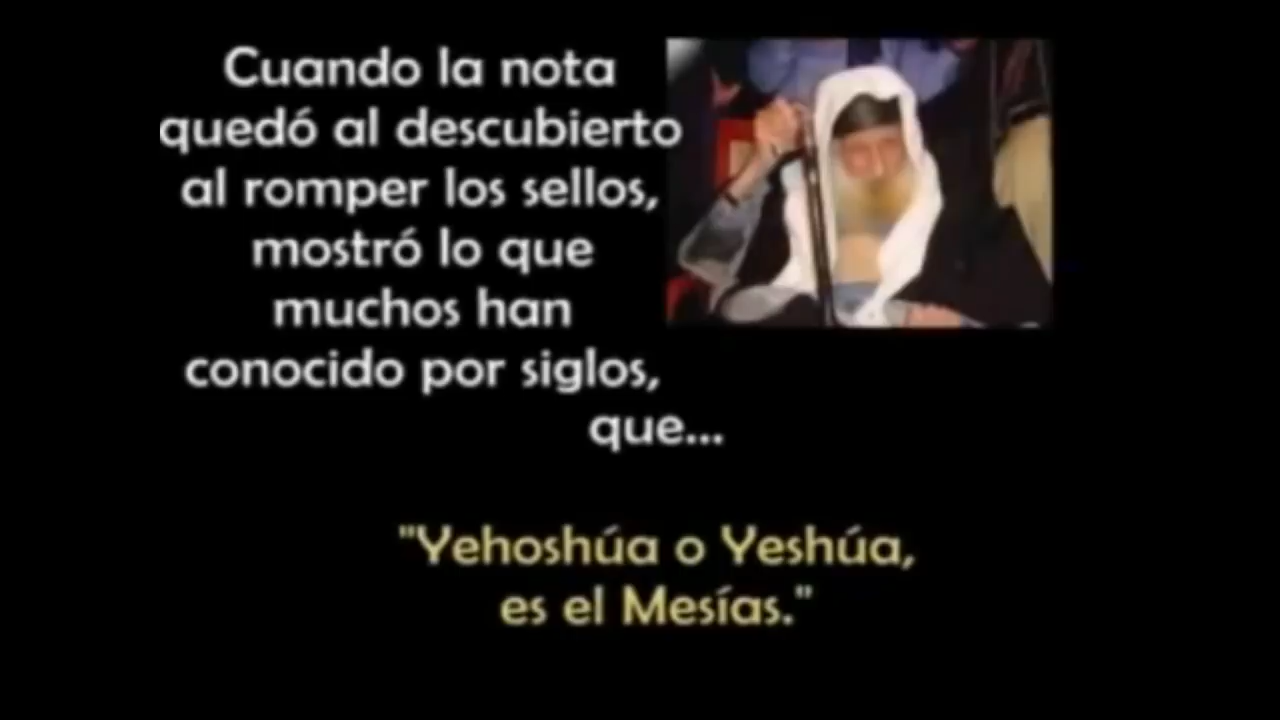 Cuando la nota
quedó al descubierto
al romper los sellos,
mostró lo que
muchos han
conocido por siglos,
que...
"Yehoshúa o Yeshúa,
es el Mesías."